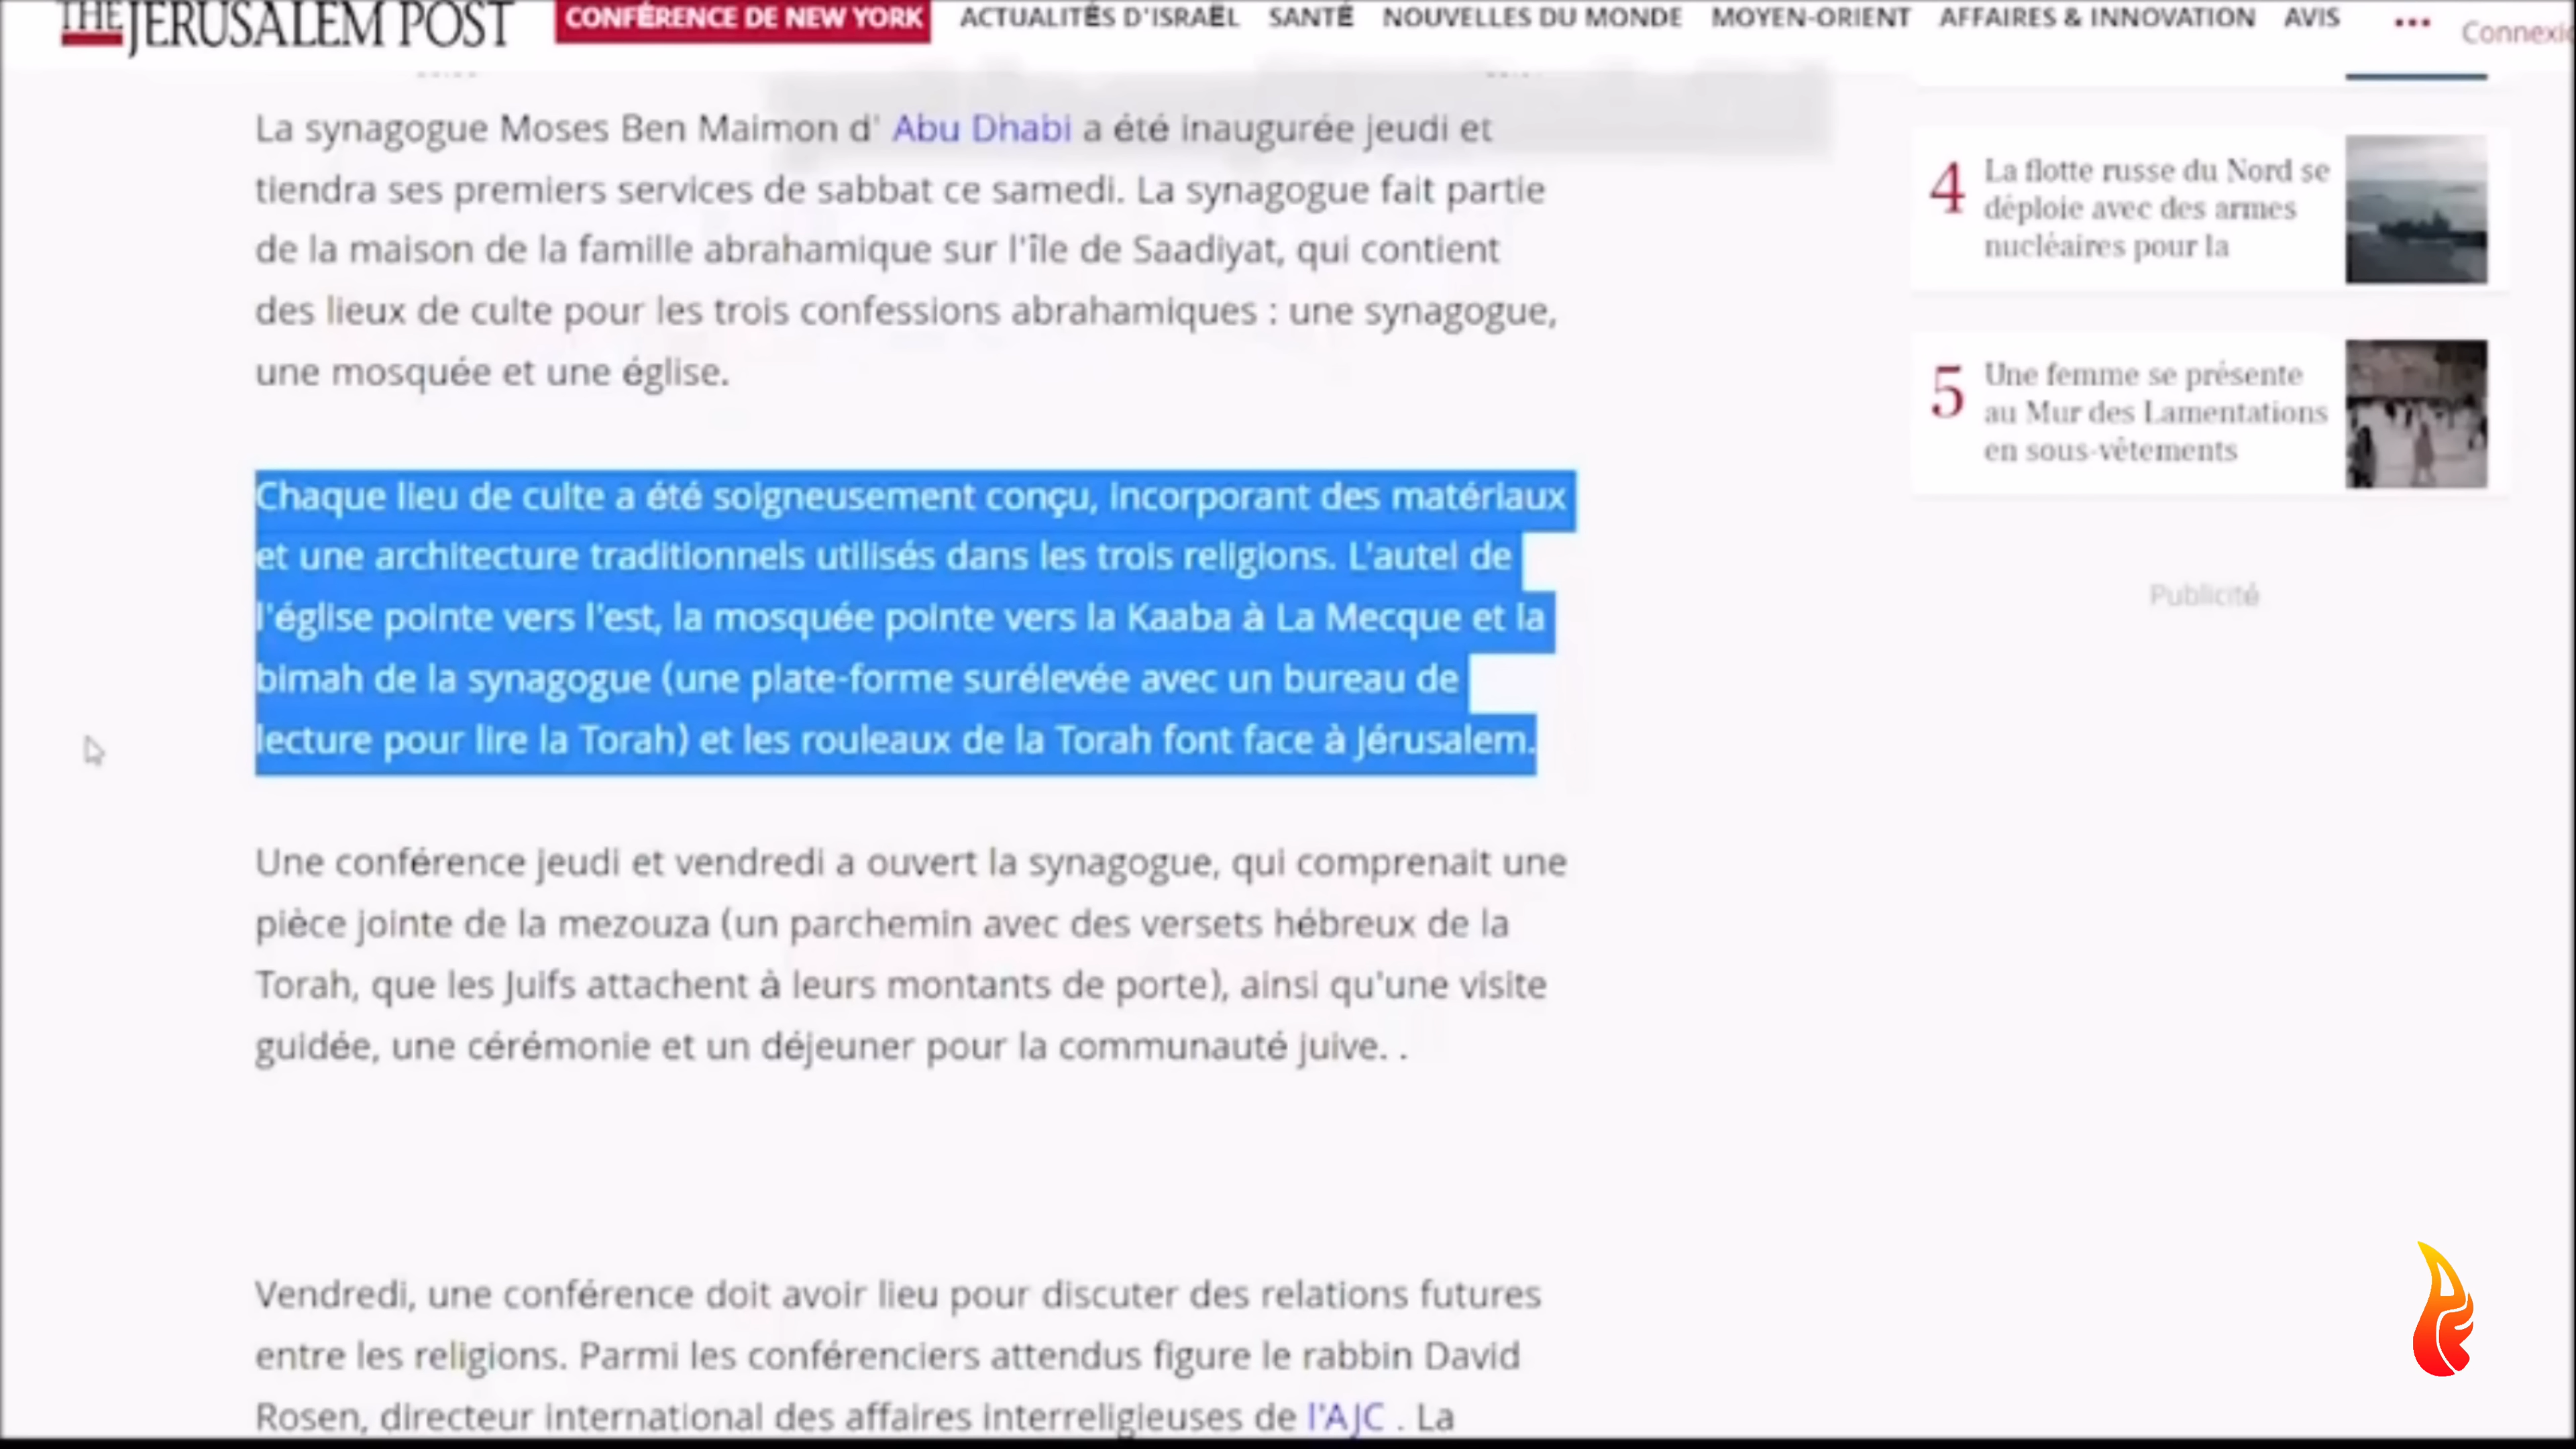 THE JERUSALEM POST
CONFÉRENCE DE NEW YORK ACTUALITÉS D'ISRAËL SANTÉ NOUVELLES DU MONDE MOYEN-ORIENT AFFAIRES & INNOVATION AVIS ••• Connexio
La synagogue Moses Ben Maimon d' Abu Dhabi a été inaugurée jeudi et
tiendra ses premiers services de sabbat ce samedi. La synagogue fait partie
de la maison de la famille abrahamique sur l'île de Saadiyat, qui contient
des lieux de culte pour les trois confessions abrahamiques : une synagogue,
une mosquée et une église.
Chaque lieu de culte a été soigneusement conçu, incorporant des matériaux
et une architecture traditionnels utilisés dans les trois religions. L'autel de
l'église pointe vers l'est, la mosquée pointe vers la Kaaba à La Mecque et la
bimah de la synagogue (une plate-forme surélevée avec un bureau de
lecture pour lire la Torah) et les rouleaux de la Torah font face à Jérusalem.
Une conférence jeudi et vendredi a ouvert la synagogue, qui comprenait une
pièce jointe de la mezouza (un parchemin avec des versets hébreux de la
Torah, que les Juifs attachent à leurs montants de porte), ainsi qu'une visite
guidée, une cérémonie et un déjeuner pour la communauté juive. .
Vendredi, une conférence doit avoir lieu pour discuter des relations futures
entre les religions. Parmi les conférenciers attendus figure le rabbin David
Rosen, directeur international des affaires interreligieuses de l'AJC . La
4 La flotte russe du Nord se
déploie avec des armes
nucléaires pour la
5 Une femme se présente
au Mur des Lamentations
en sous-vêtements
Publicité